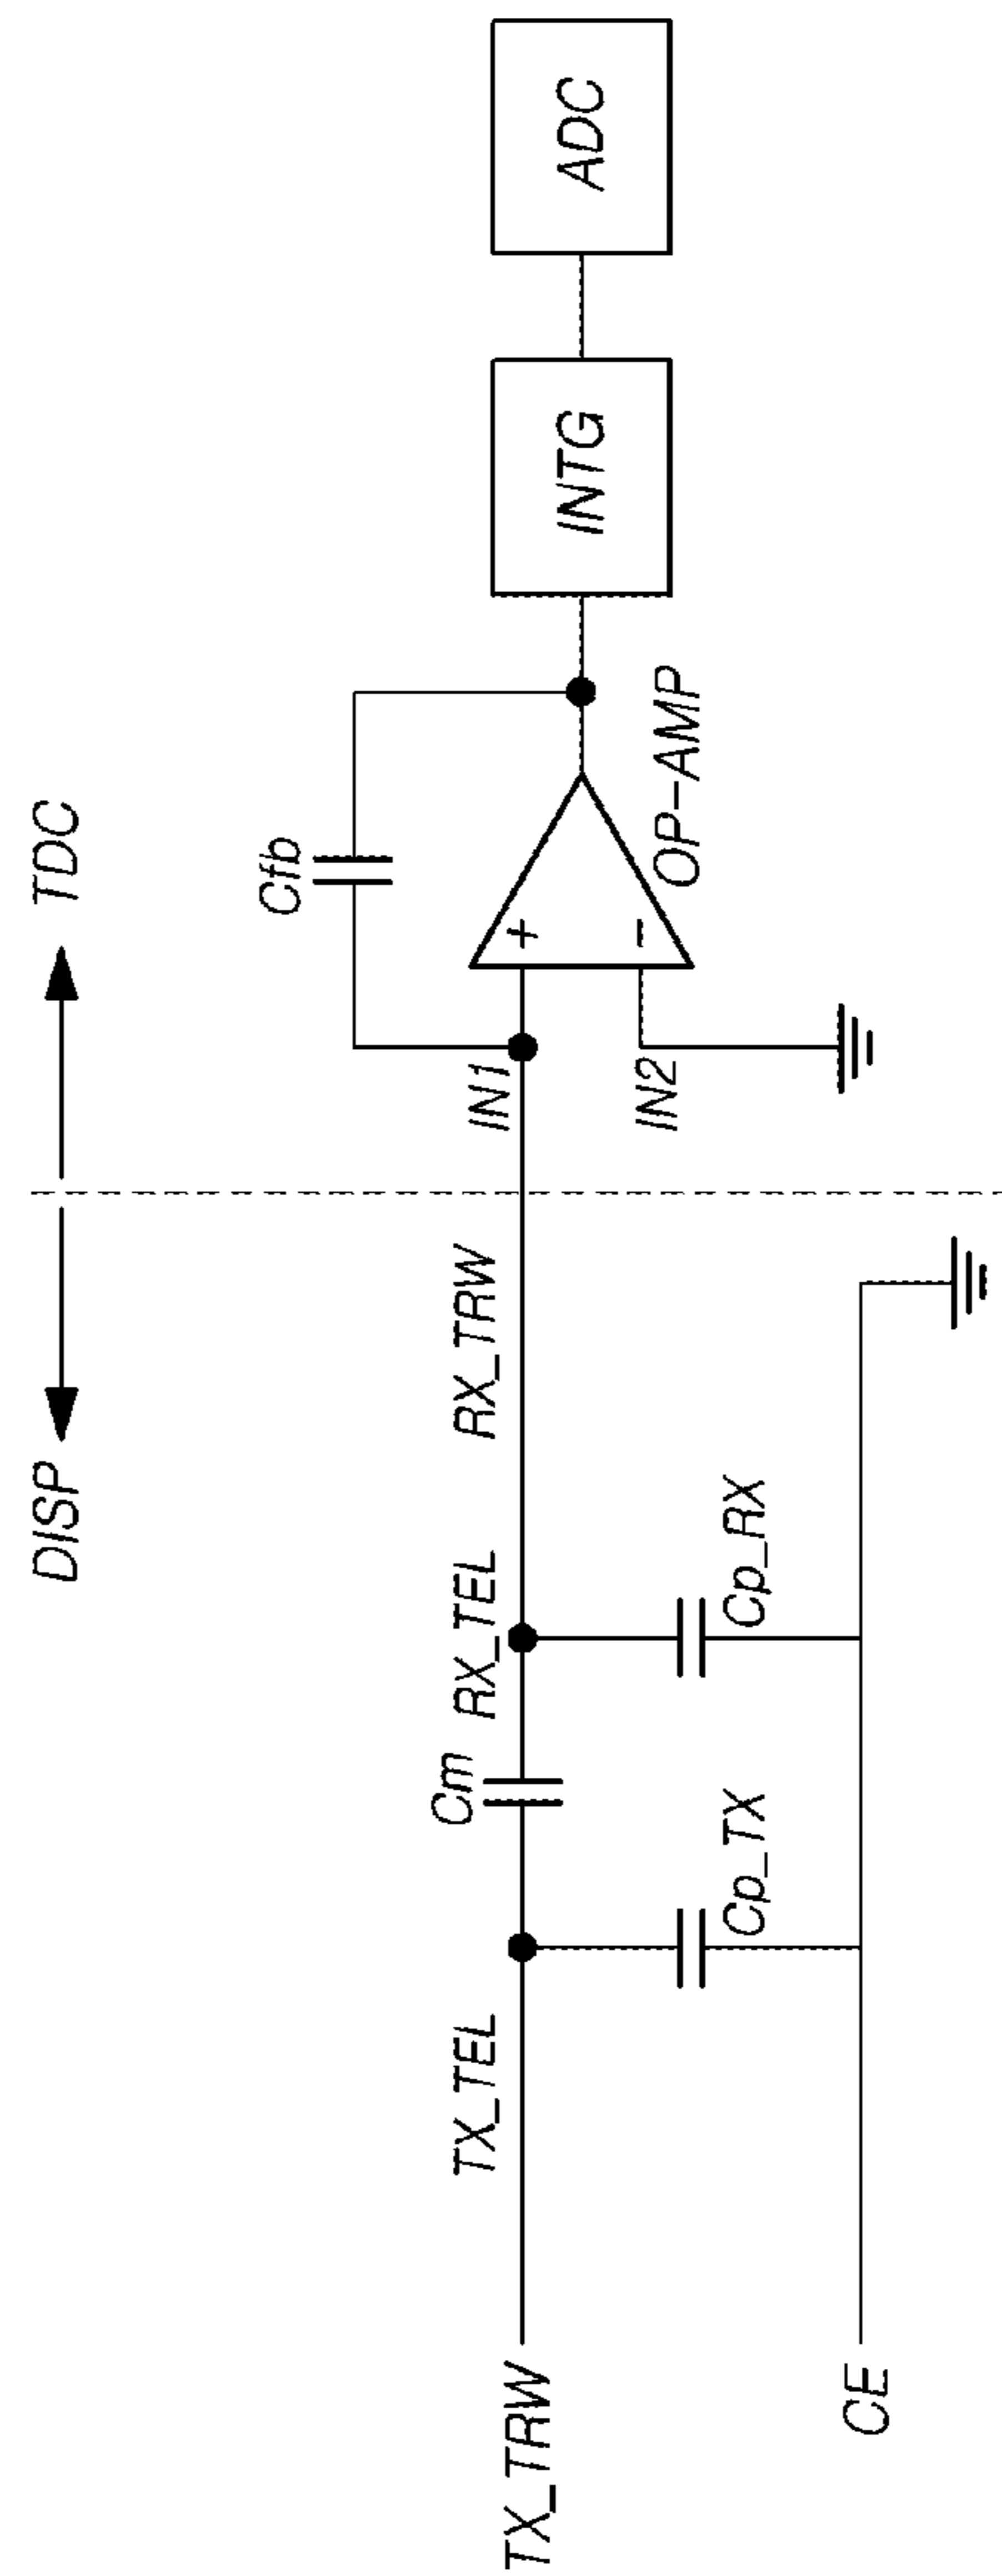 DISP
TDC
Cfb
TX_TEL
Cm
RX_TEL
RX_TRW
IN1
+
INTG
ADC
TX_TRW
Cp_TX
Cp_RX
IN2
-
OP-AMP
CE